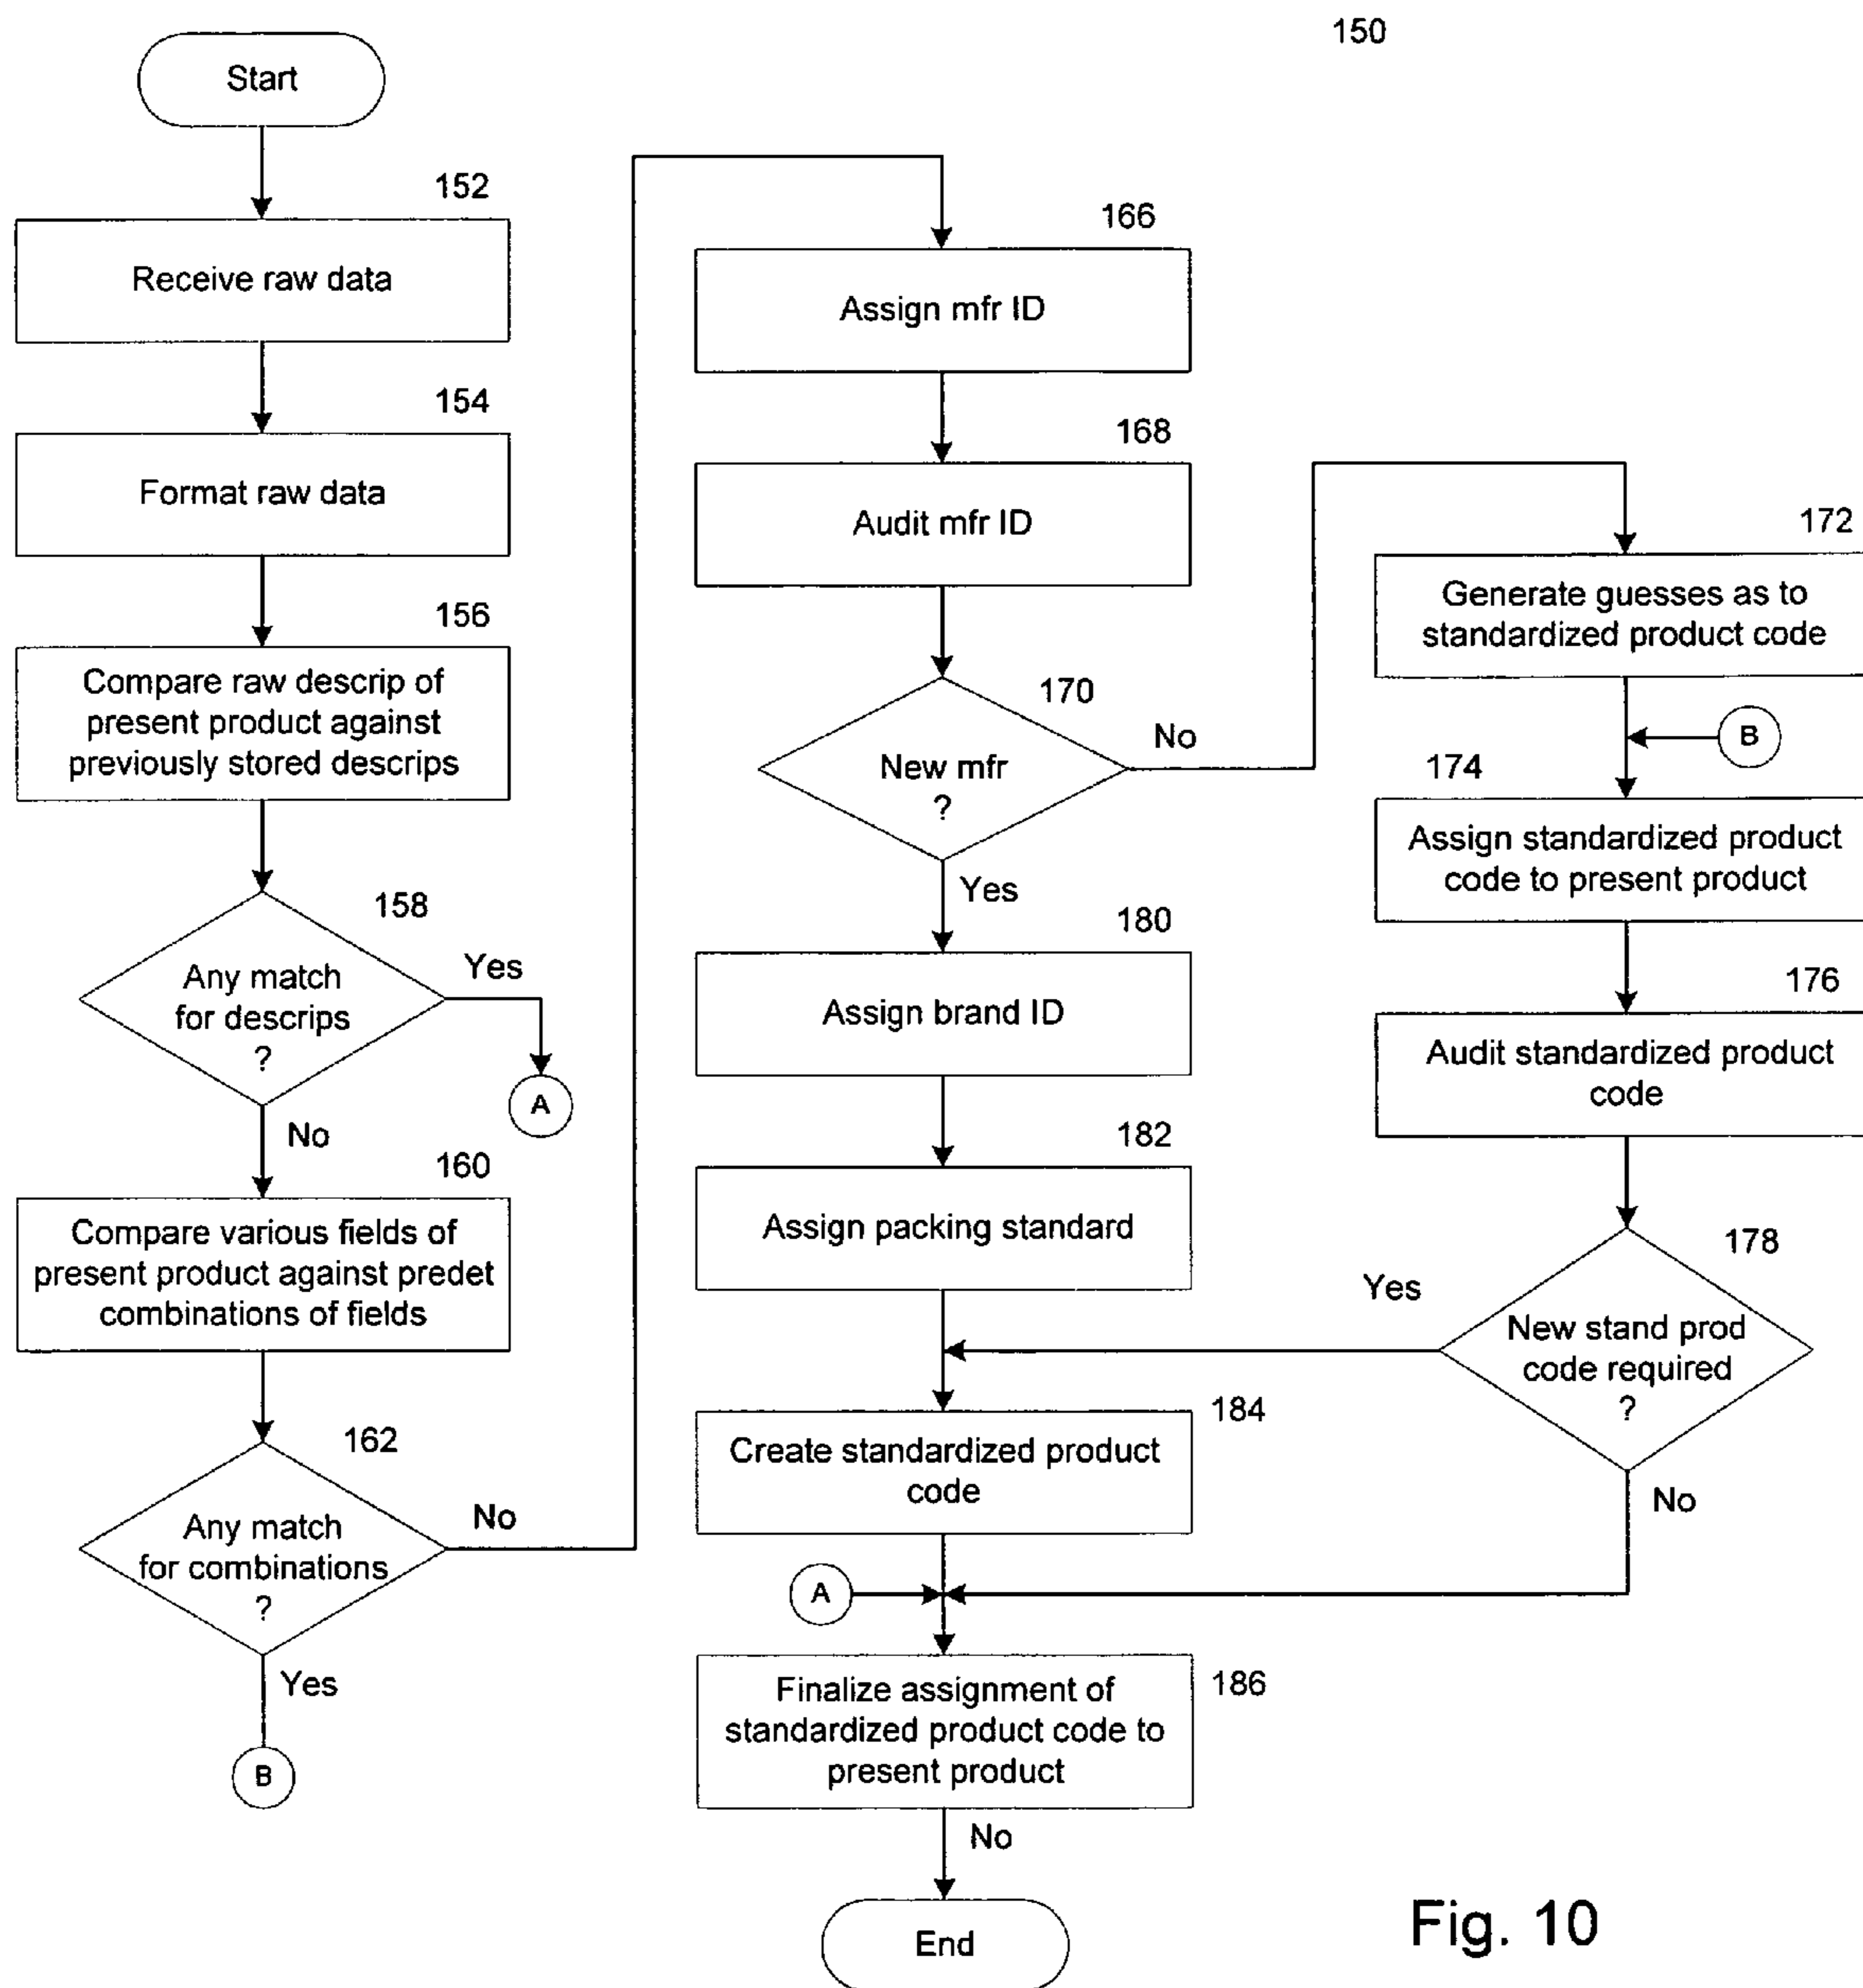 150
Start
152
Receive raw data
154
Format raw data
156
Compare raw descrip of
present product against
previously stored descrips
158
Any match
for descrips
?
Yes
A
No
160
Compare various fields of
present product against predet
combinations of fields
162
Any match
for combinations
?
No
Yes
B
166
Assign mfr ID
168
Audit mfr ID
170
New mfr
?
No
Yes
172
Generate guesses as to
standardized product code
B
174
Assign standardized product
code to present product
176
Audit standardized product
code
178
New stand prod
code required
?
Yes
No
180
Assign brand ID
182
Assign packing standard
184
Create standardized product
code
A
186
Finalize assignment of
standardized product code to
present product
No
End
Fig. 10